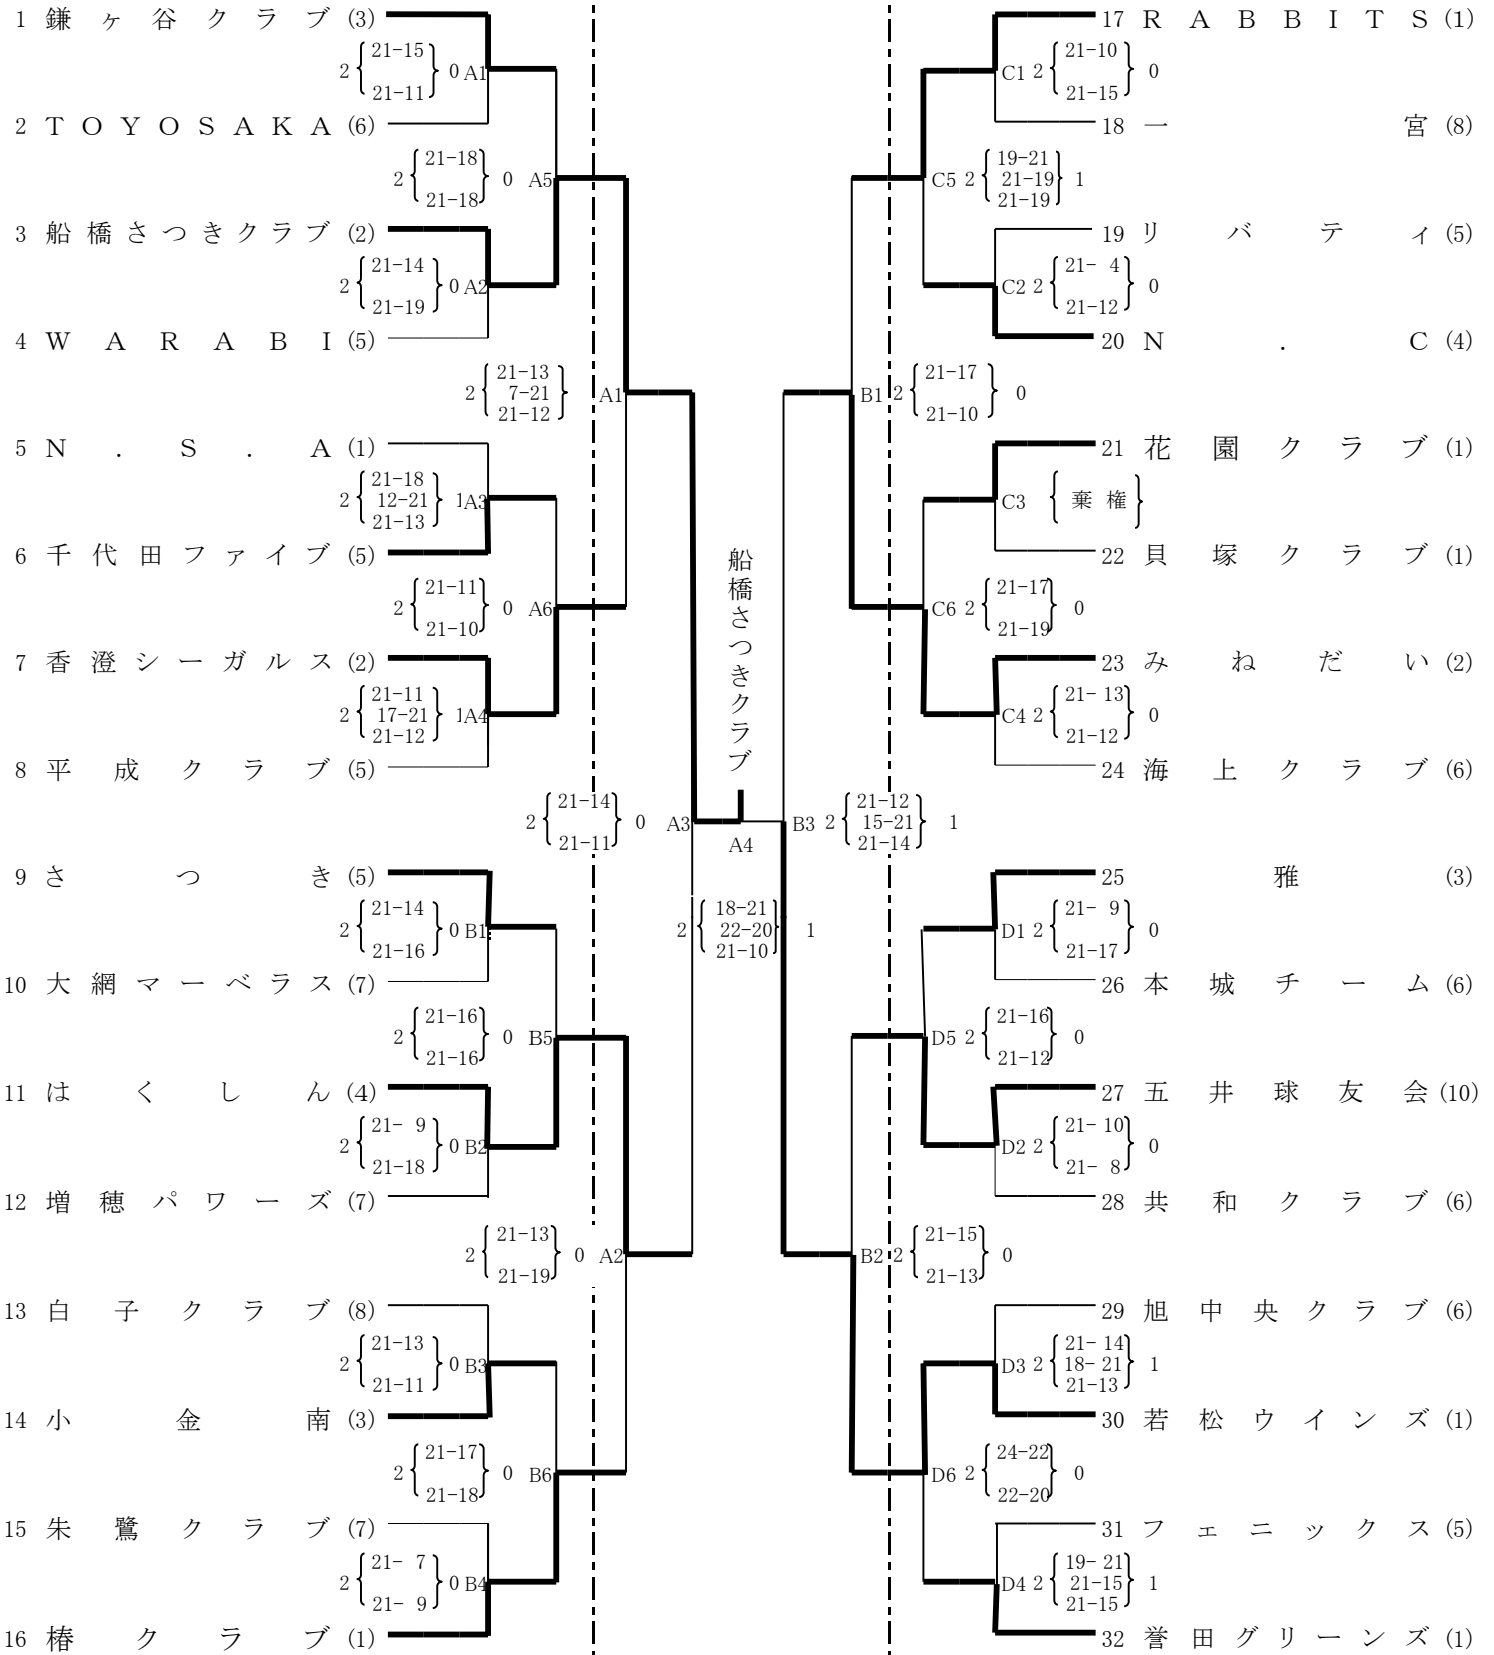 1 鎌ヶ谷クラブ (3)
21-15
2 0 A1
21-11
2 TOYOSAKA (6)
21-18
2 0 A5
21-18
3 船橋さつきクラブ (2)
21-14
2 0 A2
21-19
4 WARABI (5)
21-13
2 7-21 A1
21-12
5 N.S.A (1)
21-18
2 12-21 1 A3
21-13
6 千代田ファイブ (5)
21-11
2 0 A6
21-10
7 香澄シーガルス (2)
21-11
2 17-21 1 A4
21-12
8 平成クラブ (5)
21-14
2 0 A3
21-11
9 さつき (5)
21-14
2 0 B1
21-16
10 大網マーベラス (7)
21-16
2 0 B5
21-16
11 はくしん (4)
21- 9
2 0 B2
21-18
12 増穂パワーズ (7)
21-13
2 0 A2
21-19
13 白子クラブ (8)
21-13
2 0 B3
21-11
14 小金南 (3)
21-17
2 0 B6
21-18
15 朱鷺クラブ (7)
21- 7
2 0 B4
21- 9
16 椿クラブ (1)
船橋さつきクラブ
A4
18-21
2 22-20 1
21-10
17 RABBITS (1)
21-10
C1 2 0
21-15
18 一宮 (8)
19-21
C5 2 21-19 1
21-19
19 リバティ (5)
21- 4
C2 2 0
21-12
20 N.C (4)
21-17
B1 2 0
21-10
21 花園クラブ (1)
C3 棄権
22 貝塚クラブ (1)
21-17
C6 2 0
21-19
23 みねだい (2)
21- 13
C4 2 0
21-12
24 海上クラブ (6)
21-12
B3 2 15-21 1
21-14
25 雅 (3)
21- 9
D1 2 0
21-17
26 本城チーム (6)
21-16
D5 2 0
21-12
27 五井球友会 (10)
21- 10
D2 2 0
21- 8
28 共和クラブ (6)
21-15
B2 2 0
21-13
29 旭中央クラブ (6)
21- 14
D3 2 18- 21 1
21-13
30 若松ウインズ (1)
24-22
D6 2 0
22-20
31 フェニックス (5)
19- 21
D4 2 21-15 1
21-15
32 誉田グリーンズ (1)